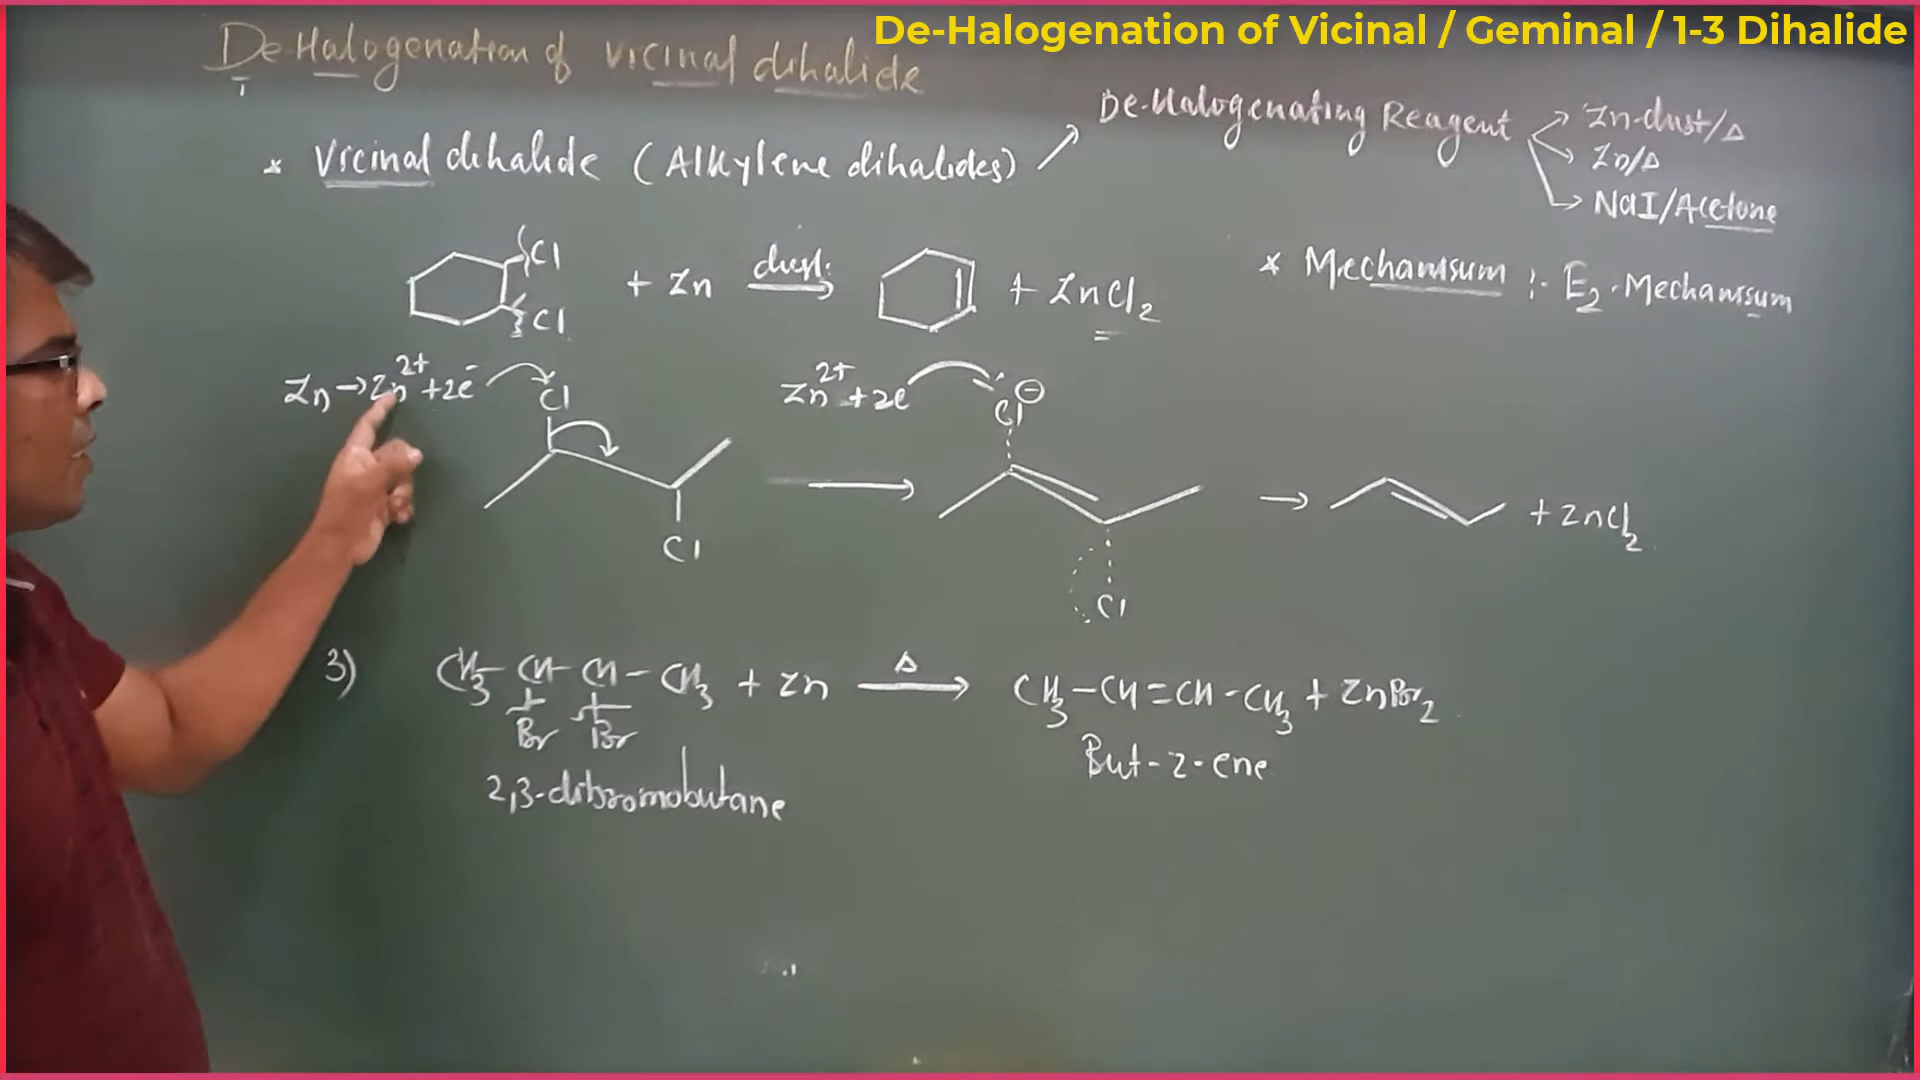 De-Halogenation of Vicinal / Geminal / 1-3 Dihalide
De-Halogenation of vicinal dihalide
* Vicinal dihalide (Alkylene dihalides) ↗ De-Halogenating Reagent
→ Zn-dust/Δ
→ Zn/Δ
→ NaI/Acetone
Cl
Cl
+ Zn dust. → + ZnCl₂
* Mechanisum :- E₂-Mechanisum
Zn → Zn²⁺ + 2e⁻
Cl
Cl
→
Zn²⁺ + 2e
Cl⊖
Cl
→ + ZnCl₂
3) CH₃-CH-CH-CH₃ + Zn Δ → CH₃-CH=CH-CH₃ + ZnBr₂
Br Br
2,3-dibromobutane
But-2-ene